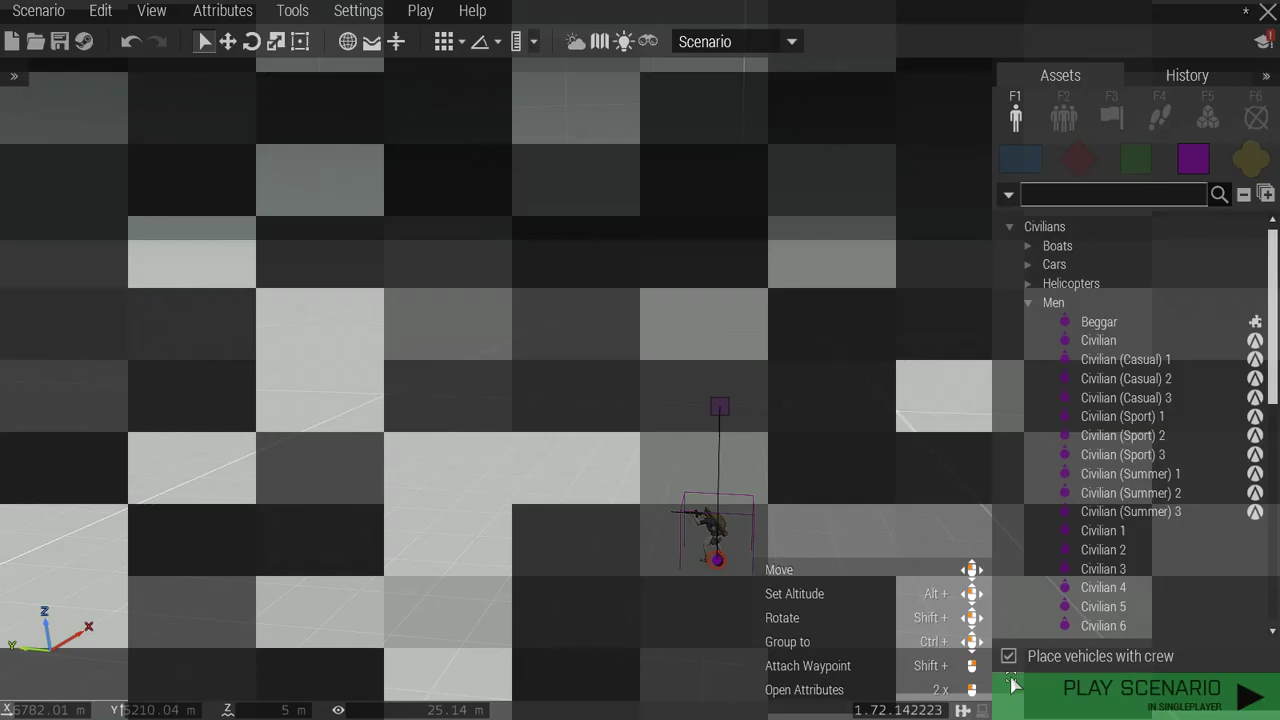 Scenario Edit View Attributes Tools Settings Play Help *
Scenario
Assets History
F1 F2 F3 F4 F5 F6
Civilians
Boats
Cars
Helicopters
Men
Beggar
Civilian
Civilian (Casual) 1
Civilian (Casual) 2
Civilian (Casual) 3
Civilian (Sport) 1
Civilian (Sport) 2
Civilian (Sport) 3
Civilian (Summer) 1
Civilian (Summer) 2
Civilian (Summer) 3
Civilian 1
Civilian 2
Civilian 3
Civilian 4
Civilian 5
Civilian 6
Move
Set Altitude Alt +
Rotate Shift +
Group to Ctrl +
Attach Waypoint Shift +
Open Attributes 2 x
Z
X
Y
Place vehicles with crew
PLAY SCENARIO
IN SINGLEPLAYER
X 6782.01 m Y 5210.04 m Z 5 m 25.14 m 1.72.142223